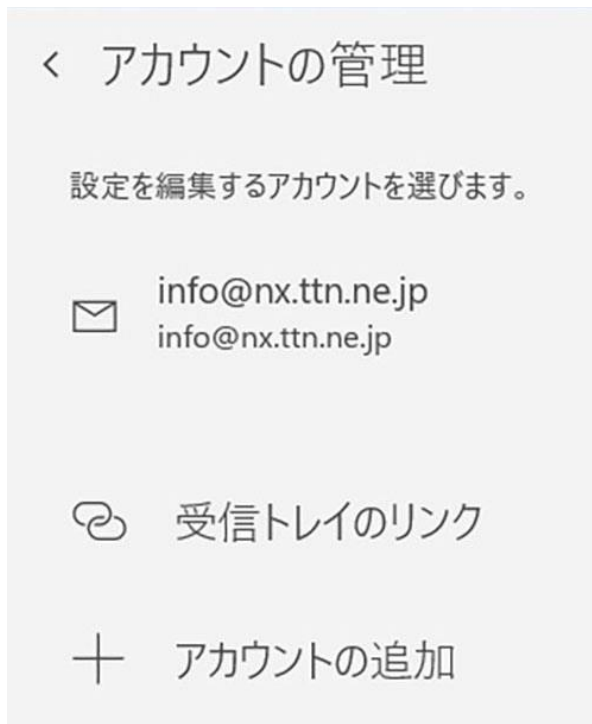 アカウントの管理
設定を編集するアカウントを選びます。
info@nx.ttn.ne.jp
info@nx.ttn.ne.jp
受信トレイのリンク
アカウントの追加